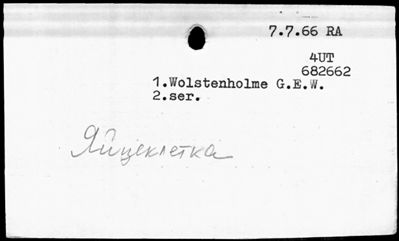 7.7.66 RA
4UT
682662
1.Wolstenholme G.E.W.
2.ser.
Яйцеклетка